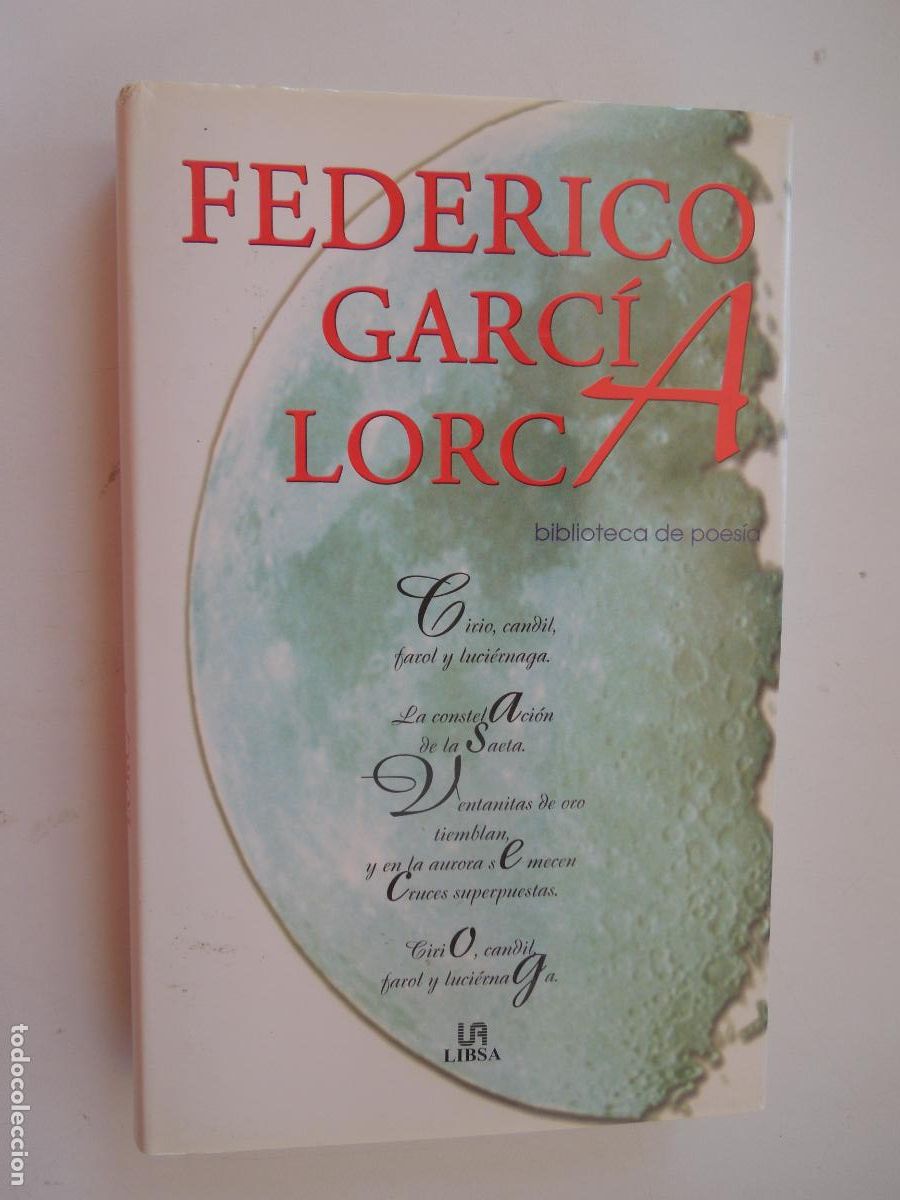 FEDERICO
GARCÍA
LORCA
biblioteca de poesía
Cirio, candil,
farol y luciérnaga.
La constelación
de la Saeta.
Ventanitas de oro
tiemblan,
y en la aurora se mecen
Cruces superpuestas.
Cirio, candil,
farol y luciérnaga.
LIBSA
todocoleccion